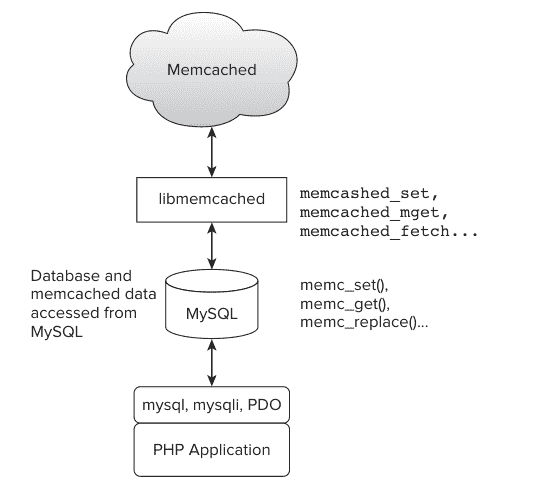 Memcached
libmemcached
memcashed_set,
memcached_mget,
memcached_fetch...
Database and
memcached data
accessed from
MySQL
MySQL
memc_set(),
memc_get(),
memc_replace()...
mysql, mysqli, PDO
PHP Application